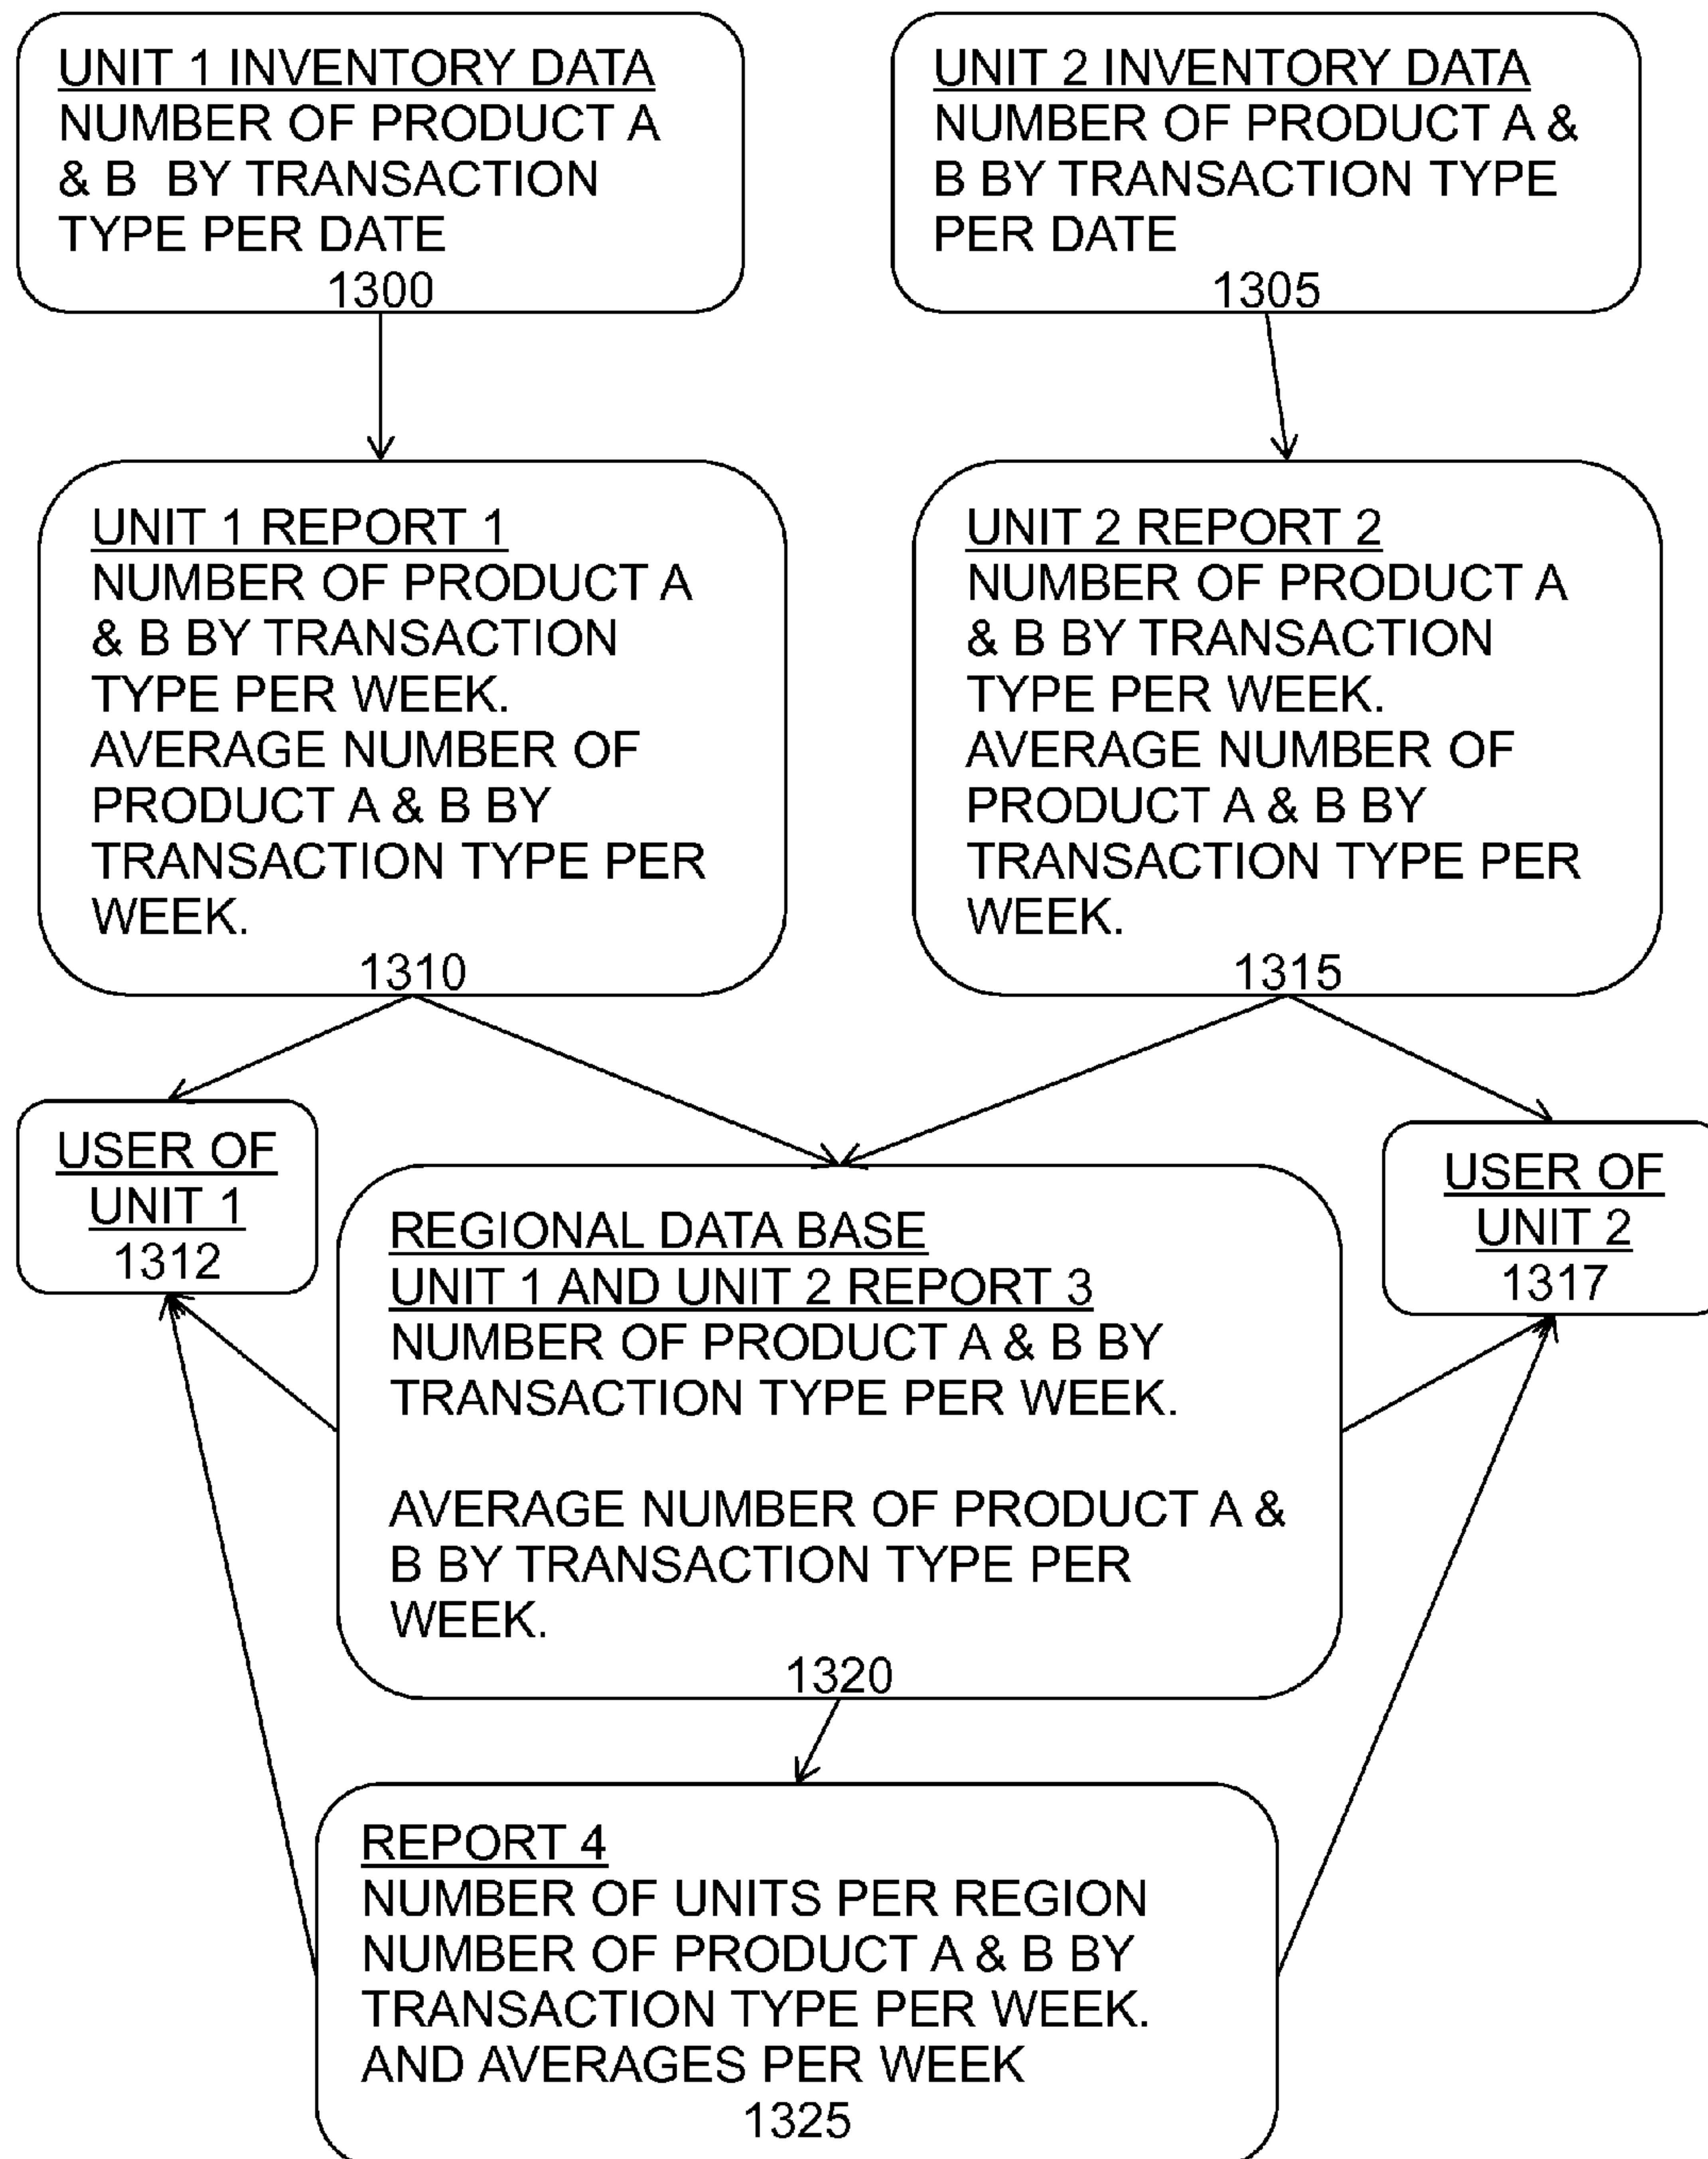 UNIT 1 INVENTORY DATA
NUMBER OF PRODUCT A
& B BY TRANSACTION
TYPE PER DATE
1300
UNIT 2 INVENTORY DATA
NUMBER OF PRODUCT A &
B BY TRANSACTION TYPE
PER DATE
1305
UNIT 1 REPORT 1
NUMBER OF PRODUCT A
& B BY TRANSACTION
TYPE PER WEEK.
AVERAGE NUMBER OF
PRODUCT A & B BY
TRANSACTION TYPE PER
WEEK.
1310
UNIT 2 REPORT 2
NUMBER OF PRODUCT A
& B BY TRANSACTION
TYPE PER WEEK.
AVERAGE NUMBER OF
PRODUCT A & B BY
TRANSACTION TYPE PER
WEEK.
1315
USER OF
UNIT 1
1312
USER OF
UNIT 2
1317
REGIONAL DATA BASE
UNIT 1 AND UNIT 2 REPORT 3
NUMBER OF PRODUCT A & B BY
TRANSACTION TYPE PER WEEK.
AVERAGE NUMBER OF PRODUCT A &
B BY TRANSACTION TYPE PER
WEEK.
1320
REPORT 4
NUMBER OF UNITS PER REGION
NUMBER OF PRODUCT A & B BY
TRANSACTION TYPE PER WEEK.
AND AVERAGES PER WEEK
1325